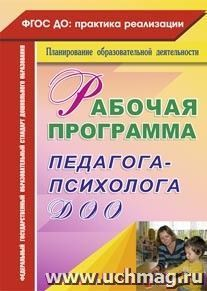 ФГОС ДО: практика реализации
Планирование образовательной деятельности
РАБОЧАЯ
ПРОГРАММА
ПЕДАГОГА-
ПСИХОЛОГА
ДОО
ФЕДЕРАЛЬНЫЙ ГОСУДАРСТВЕННЫЙ ОБРАЗОВАТЕЛЬНЫЙ СТАНДАРТ ДОШКОЛЬНОГО ОБРАЗОВАНИЯ
www.uchmag.ru